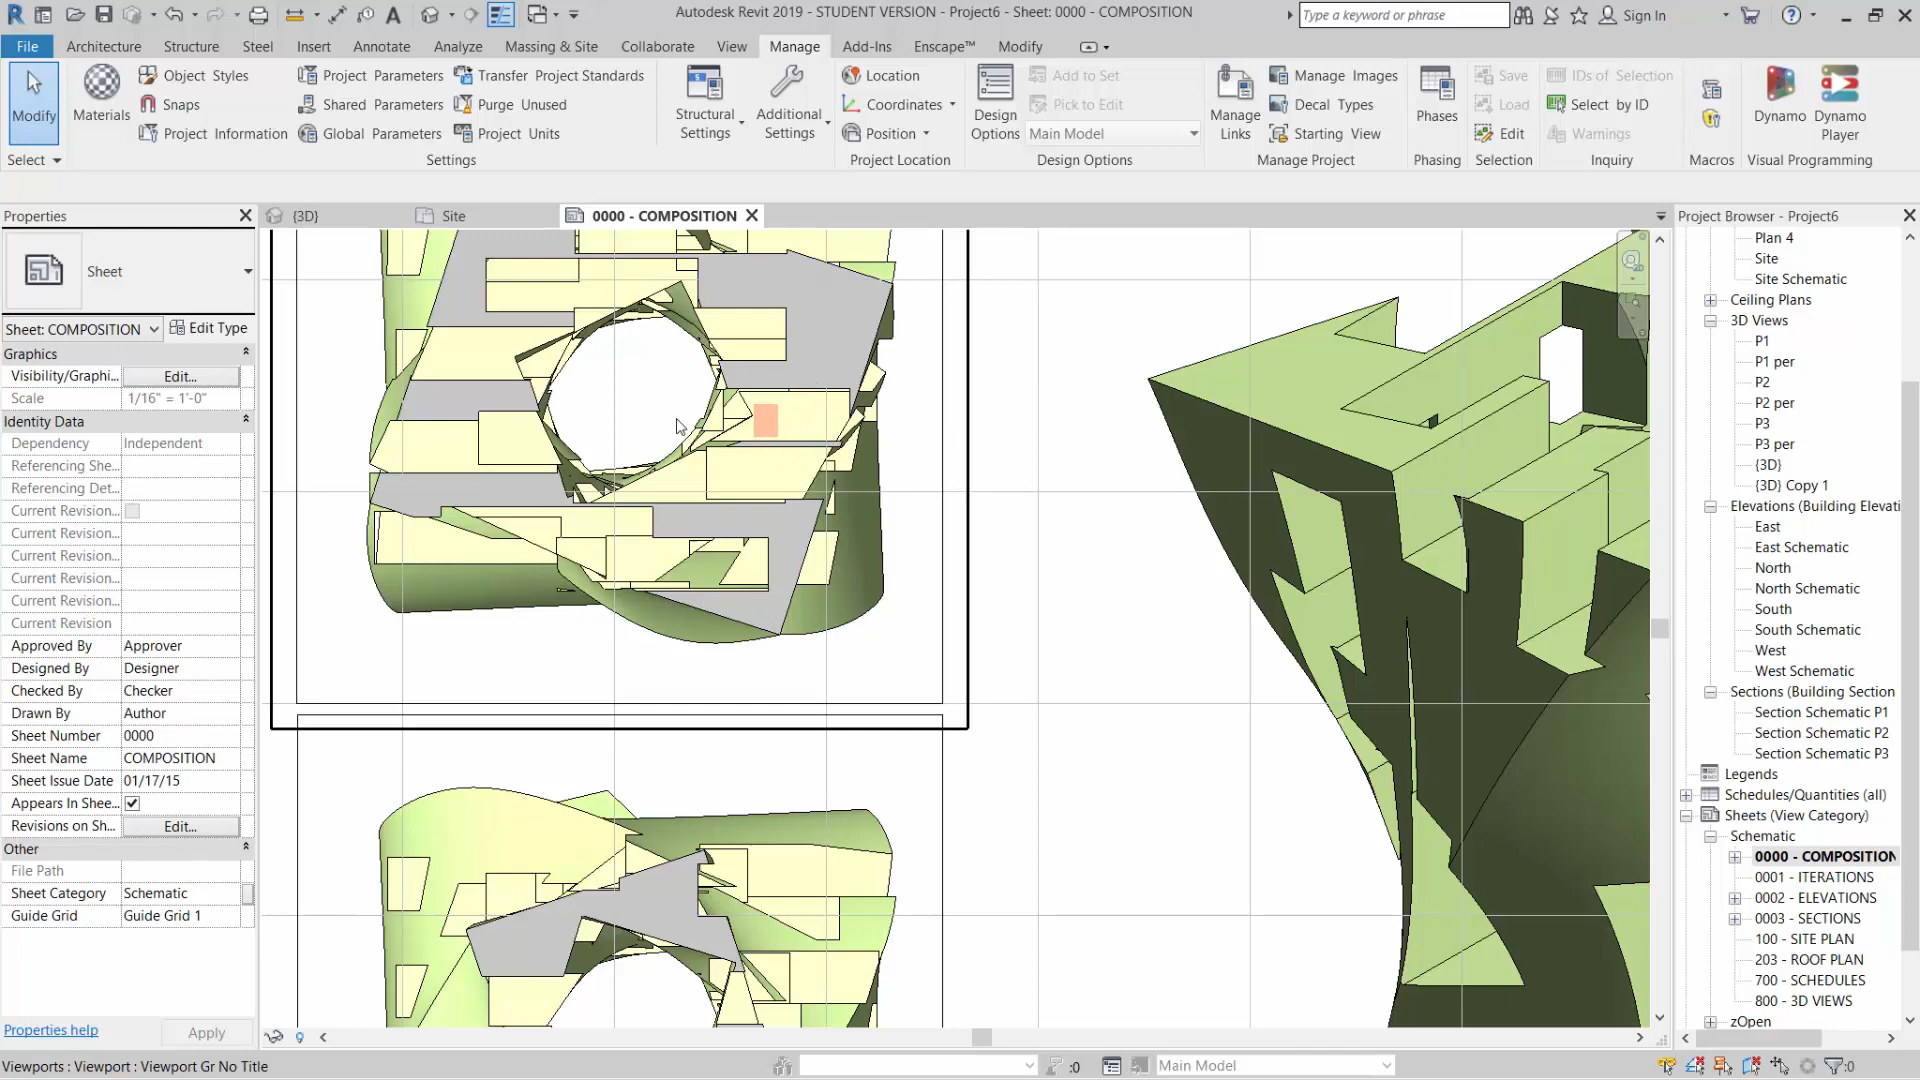 Autodesk Revit 2019 - STUDENT VERSION - Project6 - Sheet: 0000 - COMPOSITION
Type a keyword or phrase
Sign In
File Architecture Structure Steel Insert Annotate Analyze Massing & Site Collaborate View Manage Add-Ins Enscape™ Modify
Modify
Select
Materials
Object Styles
Snaps
Project Information
Project Parameters
Shared Parameters
Global Parameters
Transfer Project Standards
Purge Unused
Project Units
Settings
Structural Settings
Additional Settings
Location
Coordinates
Position
Project Location
Design Options
Add to Set
Pick to Edit
Main Model
Design Options
Manage Links
Manage Images
Decal Types
Starting View
Manage Project
Phases
Phasing
Save
Load
Edit
Selection
IDs of Selection
Select by ID
Warnings
Inquiry
Macros
Dynamo
Dynamo Player
Visual Programming
Properties
Sheet
Sheet: COMPOSITION
Edit Type
Graphics
Visibility/Graphi... Edit...
Scale 1/16" = 1'-0"
Identity Data
Dependency Independent
Referencing She...
Referencing Det...
Current Revision...
Current Revision...
Current Revision...
Current Revision...
Current Revision...
Current Revision
Approved By Approver
Designed By Designer
Checked By Checker
Drawn By Author
Sheet Number 0000
Sheet Name COMPOSITION
Sheet Issue Date 01/17/15
Appears In Shee...
Revisions on Sh... Edit...
Other
File Path
Sheet Category Schematic
Guide Grid Guide Grid 1
Properties help Apply
{3D}
Site
0000 - COMPOSITION
Project Browser - Project6
Plan 4
Site
Site Schematic
Ceiling Plans
3D Views
P1
P1 per
P2
P2 per
P3
P3 per
{3D}
{3D} Copy 1
Elevations (Building Elevati
East
East Schematic
North
North Schematic
South
South Schematic
West
West Schematic
Sections (Building Section
Section Schematic P1
Section Schematic P2
Section Schematic P3
Legends
Schedules/Quantities (all)
Sheets (View Category)
Schematic
0000 - COMPOSITION
0001 - ITERATIONS
0002 - ELEVATIONS
0003 - SECTIONS
100 - SITE PLAN
203 - ROOF PLAN
700 - SCHEDULES
800 - 3D VIEWS
zOpen
Viewports : Viewport : Viewport Gr No Title
:0
Main Model
:0